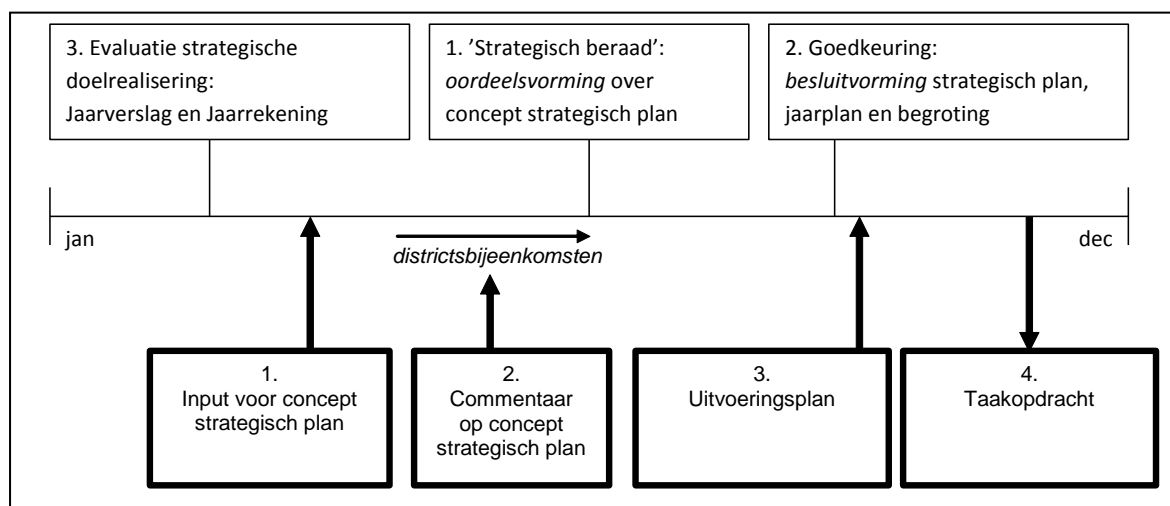 3. Evaluatie strategische
doelrealisering:
Jaarverslag en Jaarrekening
1. ’Strategisch beraad’:
oordeelsvorming over
concept strategisch plan
2. Goedkeuring:
besluitvorming strategisch plan,
jaarplan en begroting
jan
districtsbijeenkomsten
dec
1.
Input voor concept
strategisch plan
2.
Commentaar
op concept
strategisch plan
3.
Uitvoeringsplan
4.
Taakopdracht